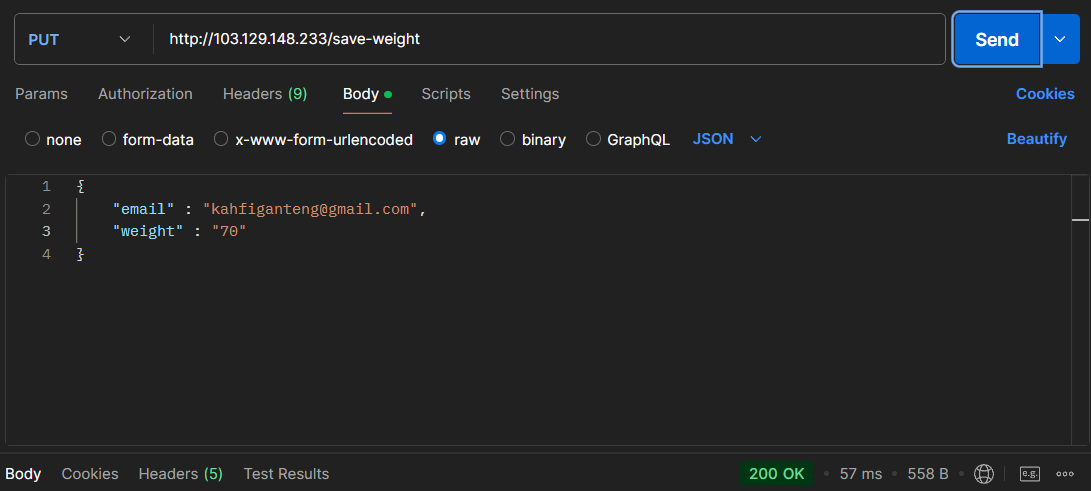 PUT http://103.129.148.233/save-weight Send
Params Authorization Headers (9) Body Scripts Settings Cookies
none form-data x-www-form-urlencoded raw binary GraphQL JSON Beautify
1 {
2 "email" : "kahfiganteng@gmail.com",
3 "weight" : "70"
4 }
Body Cookies Headers (5) Test Results 200 OK • 57 ms • 558 B • e.g.